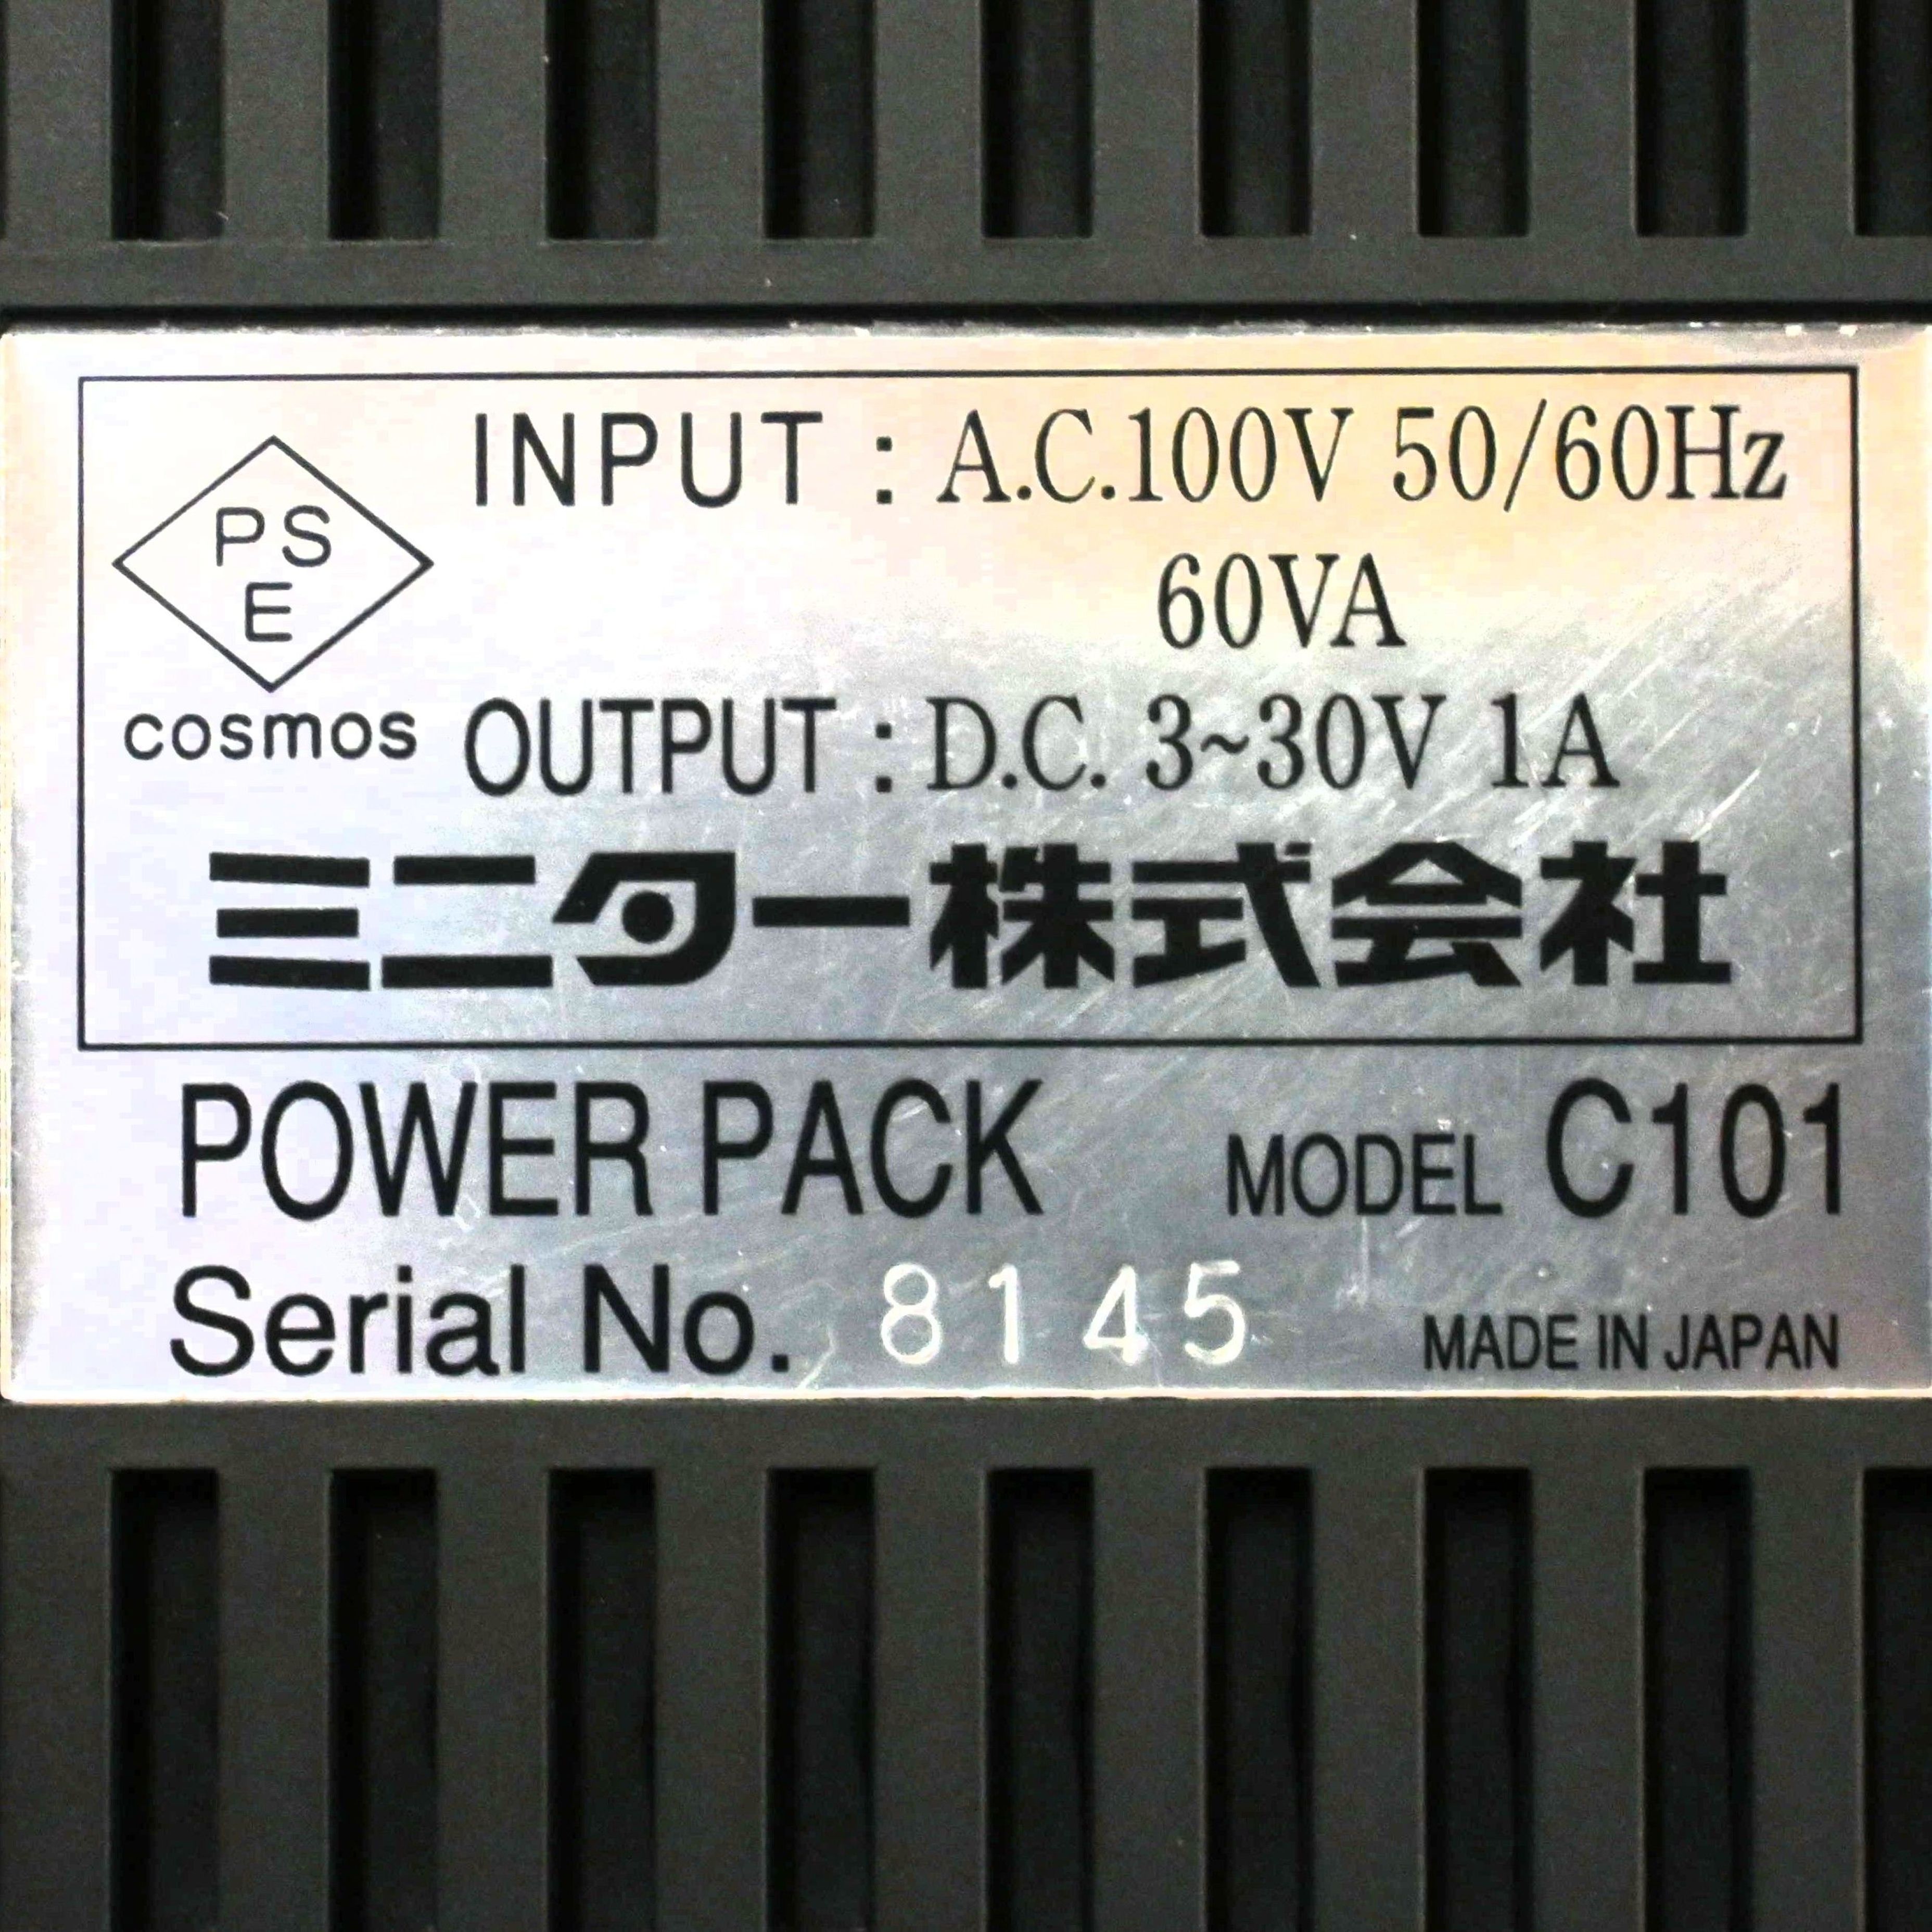 PS
E
cosmos
INPUT : A.C.100V 50/60Hz
60VA
OUTPUT : D.C. 3~30V 1A
ミニター株式会社
POWER PACK MODEL C101
Serial No. 8145 MADE IN JAPAN